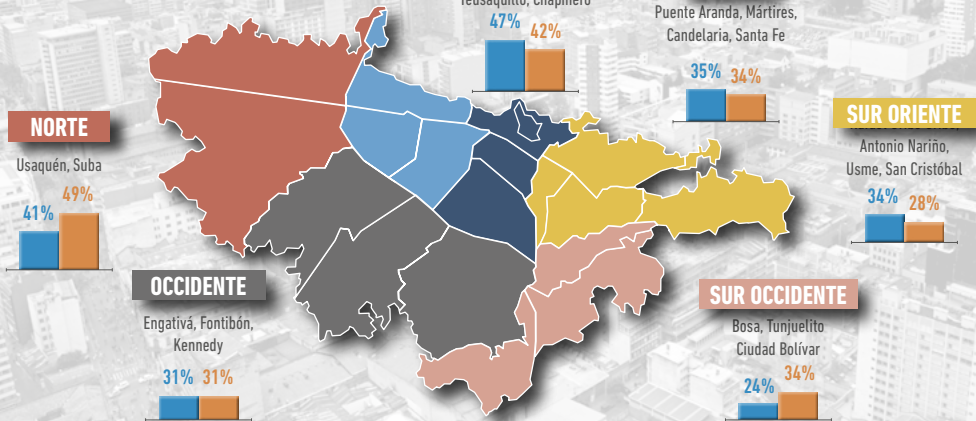 Teusaquillo, Chapinero
47% 42%
Puente Aranda, Mártires,
Candelaria, Santa Fe
35% 34%
NORTE
Usaquén, Suba
41% 49%
SUR ORIENTE
Antonio Nariño,
Usme, San Cristóbal
34% 28%
OCCIDENTE
Engativá, Fontibón,
Kennedy
31% 31%
SUR OCCIDENTE
Bosa, Tunjuelito
Ciudad Bolívar
24% 34%